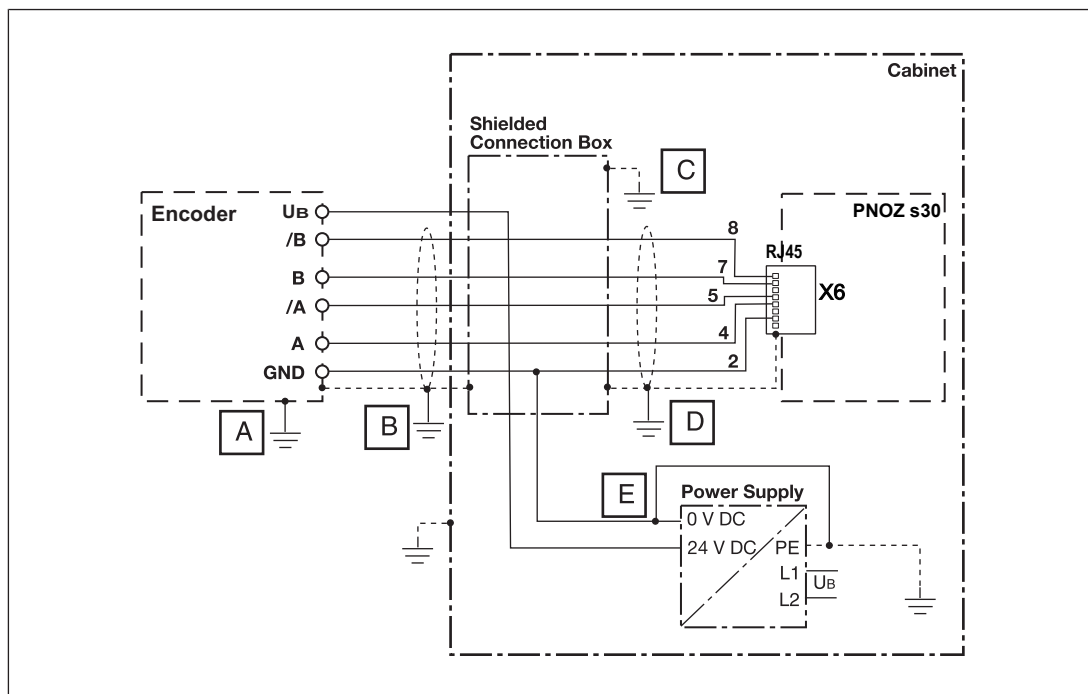 Cabinet
Shielded
Connection Box
C
Encoder
UB
/B
B
/A
A
GND
8
7
5
4
2
RJ45
X6
PNOZ s30
A
B
D
E
Power Supply
0 V DC
24 V DC
PE
L1
L2
UB